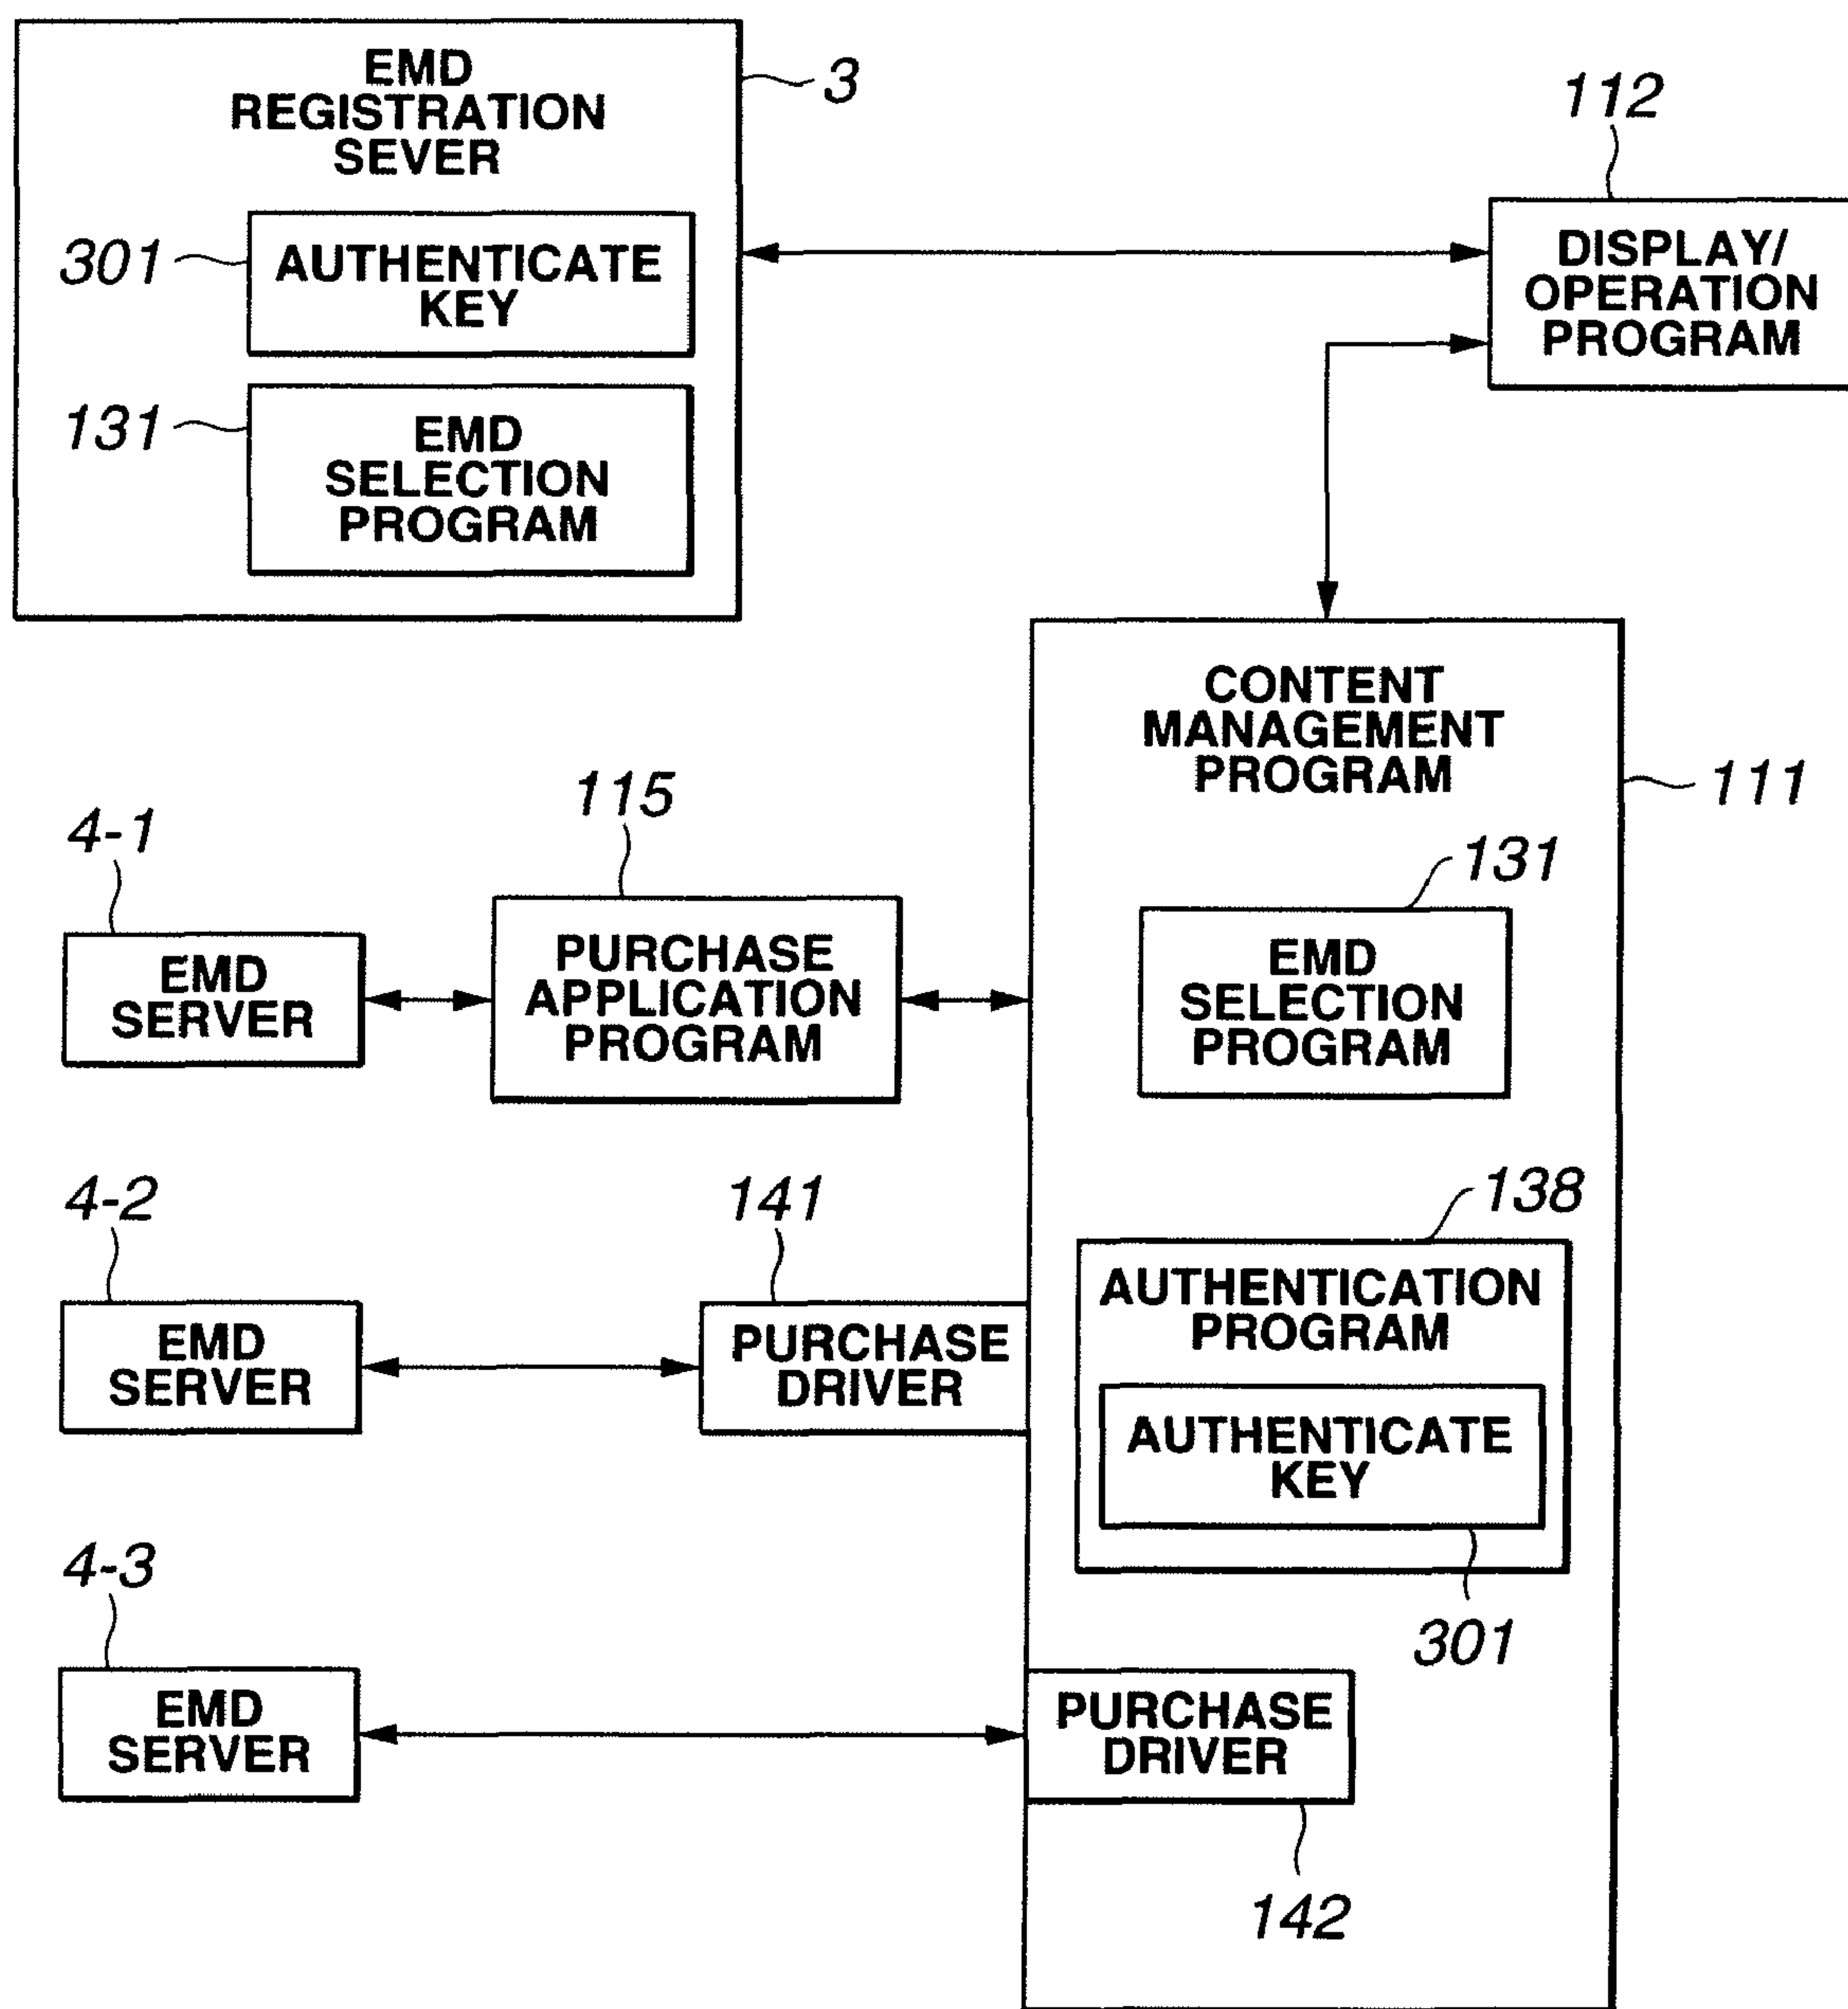 EMD
REGISTRATION
SEVER
3
301
AUTHENTICATE
KEY
131
EMD
SELECTION
PROGRAM
112
DISPLAY/
OPERATION
PROGRAM
CONTENT
MANAGEMENT
PROGRAM
111
4-1
EMD
SERVER
115
PURCHASE
APPLICATION
PROGRAM
131
EMD
SELECTION
PROGRAM
4-2
EMD
SERVER
141
PURCHASE
DRIVER
138
AUTHENTICATION
PROGRAM
AUTHENTICATE
KEY
301
4-3
EMD
SERVER
PURCHASE
DRIVER
142